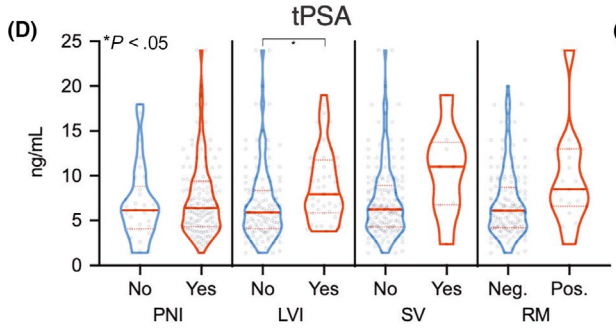 tPSA
(D)
*P < .05
*
ng/mL
25
20
15
10
5
0
No Yes No Yes No Yes Neg. Pos.
PNI LVI SV RM